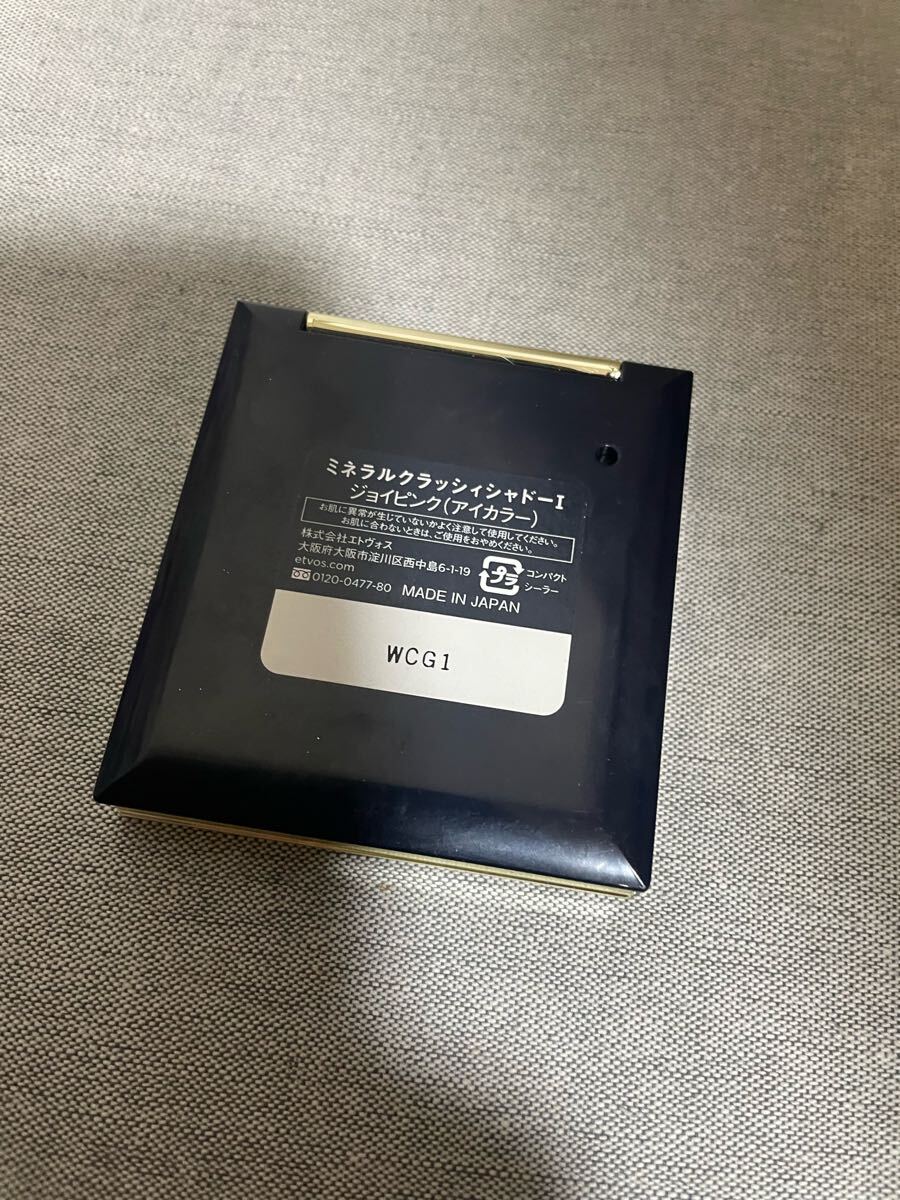 ミネラルクラッシィシャドーI
ジョイピンク(アイカラー)
お肌に異常が生じていないかよく注意して使用してください。
お肌に合わないときは、ご使用をおやめください。
株式会社エトヴォス
大阪府大阪市淀川区西中島6-1-19
etvos.com
0120-0477-80
プラ
コンパクト
シーラー
MADE IN JAPAN
WCG1